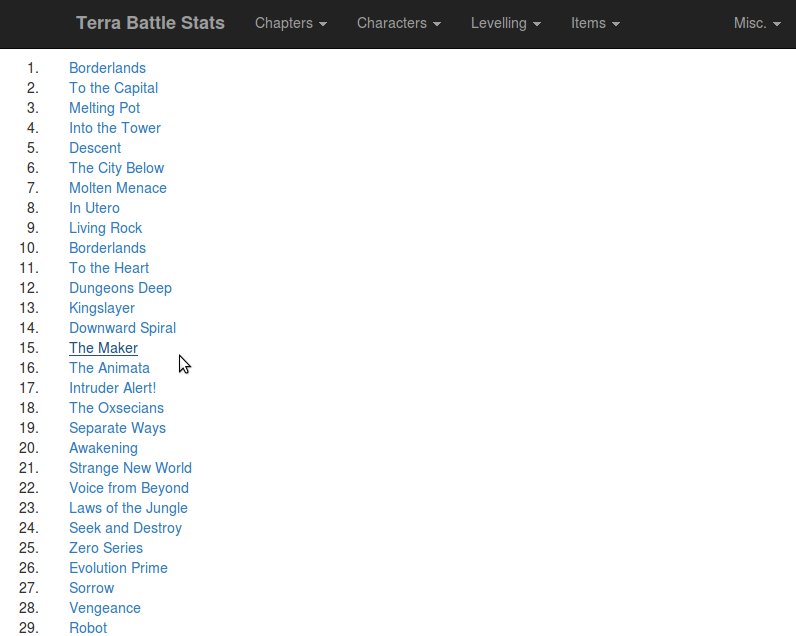 Terra Battle Stats Chapters Characters Levelling Items Misc.
1. Borderlands
2. To the Capital
3. Melting Pot
4. Into the Tower
5. Descent
6. The City Below
7. Molten Menace
8. In Utero
9. Living Rock
10. Borderlands
11. To the Heart
12. Dungeons Deep
13. Kingslayer
14. Downward Spiral
15. The Maker
16. The Animata
17. Intruder Alert!
18. The Oxsecians
19. Separate Ways
20. Awakening
21. Strange New World
22. Voice from Beyond
23. Laws of the Jungle
24. Seek and Destroy
25. Zero Series
26. Evolution Prime
27. Sorrow
28. Vengeance
29. Robot